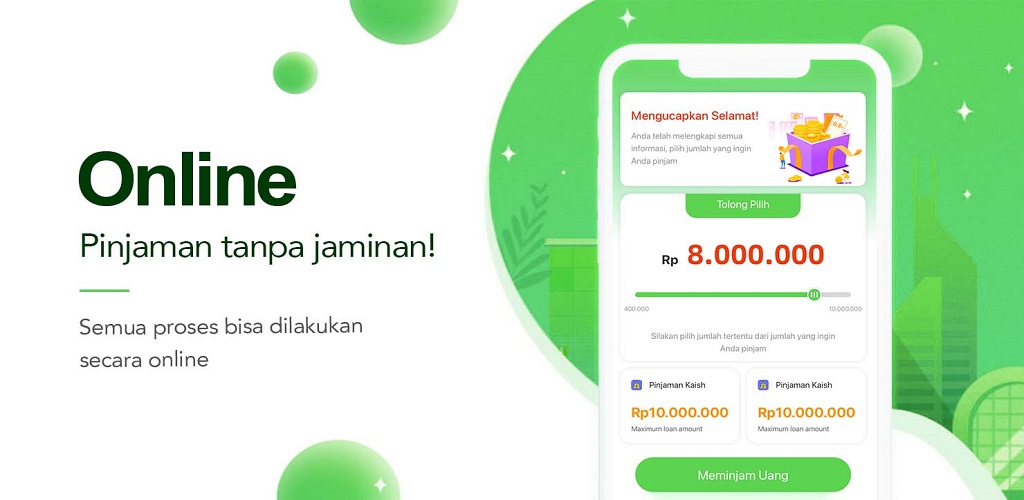 Online
Pinjaman tanpa jaminan!
Semua proses bisa dilakukan
secara online
Mengucapkan Selamat!
Anda telah melengkapi semua
informasi, pilih jumlah yang ingin
Anda pinjam
Tolong Pilih
Rp 8.000.000
400.000 10.000.000
Silakan pilih jumlah tertentu dari jumlah yang ingin
Anda pinjam
Pinjaman Kaish Pinjaman Kaish
Rp10.000.000 Rp10.000.000
Maximum loan amount Maximum loan amount
Meminjam Uang